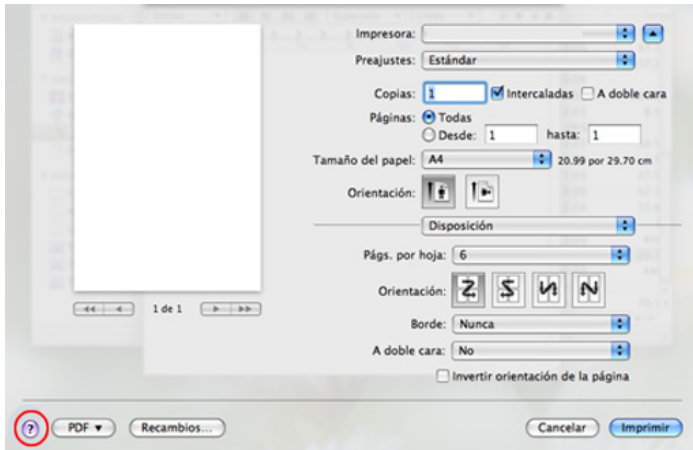 Impresora:
Preajustes: Estándar
Copias: 1 Intercaladas A doble cara
Páginas: Todas
Desde: 1 hasta: 1
Tamaño del papel: A4 20.99 por 29.70 cm
Orientación:
Disposición
Págs. por hoja: 6
Orientación:
1 de 1
Borde: Nunca
A doble cara: No
Invertir orientación de la página
? PDF Recambios... Cancelar Imprimir